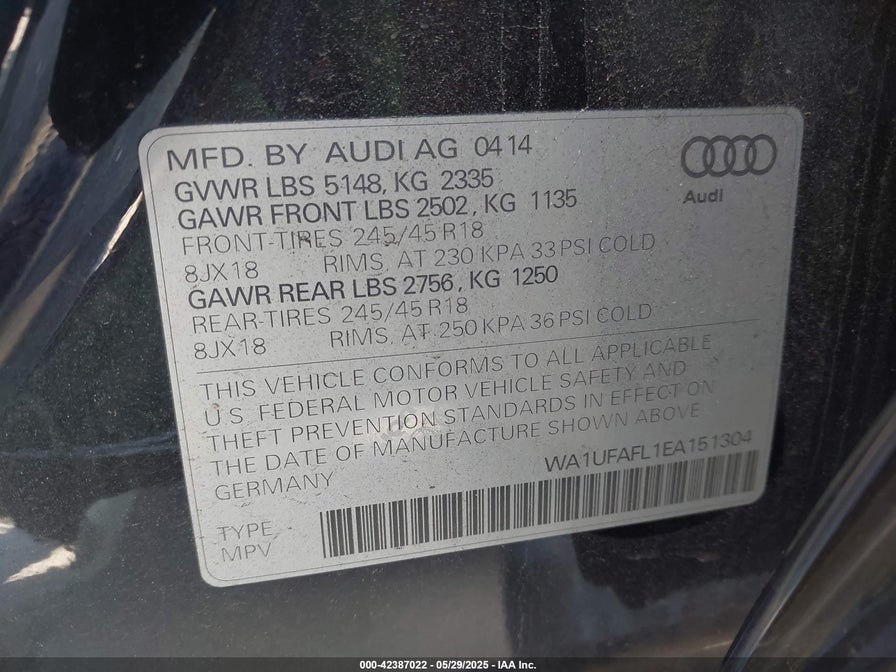 MFD. BY AUDI AG 04 14
GVWR LBS 5148, KG 2335
GAWR FRONT LBS 2502, KG 1135
FRONT-TIRES 245/45 R18
8JX18 RIMS, AT 230 KPA 33 PSI COLD
GAWR REAR LBS 2756, KG 1250
REAR-TIRES 245/45 R18
8JX18 RIMS, AT 250 KPA 36 PSI COLD
Audi
THIS VEHICLE CONFORMS TO ALL APPLICABLE
U.S FEDERAL MOTOR VEHICLE SAFETY AND
THEFT PREVENTION STANDARDS IN EFFECT ON
THE DATE OF MANUFACTURE SHOWN ABOVE
GERMANY WA1UFAFL1EA151304
TYPE
MPV
000-42387022 - 05/29/2025 - IAA Inc.